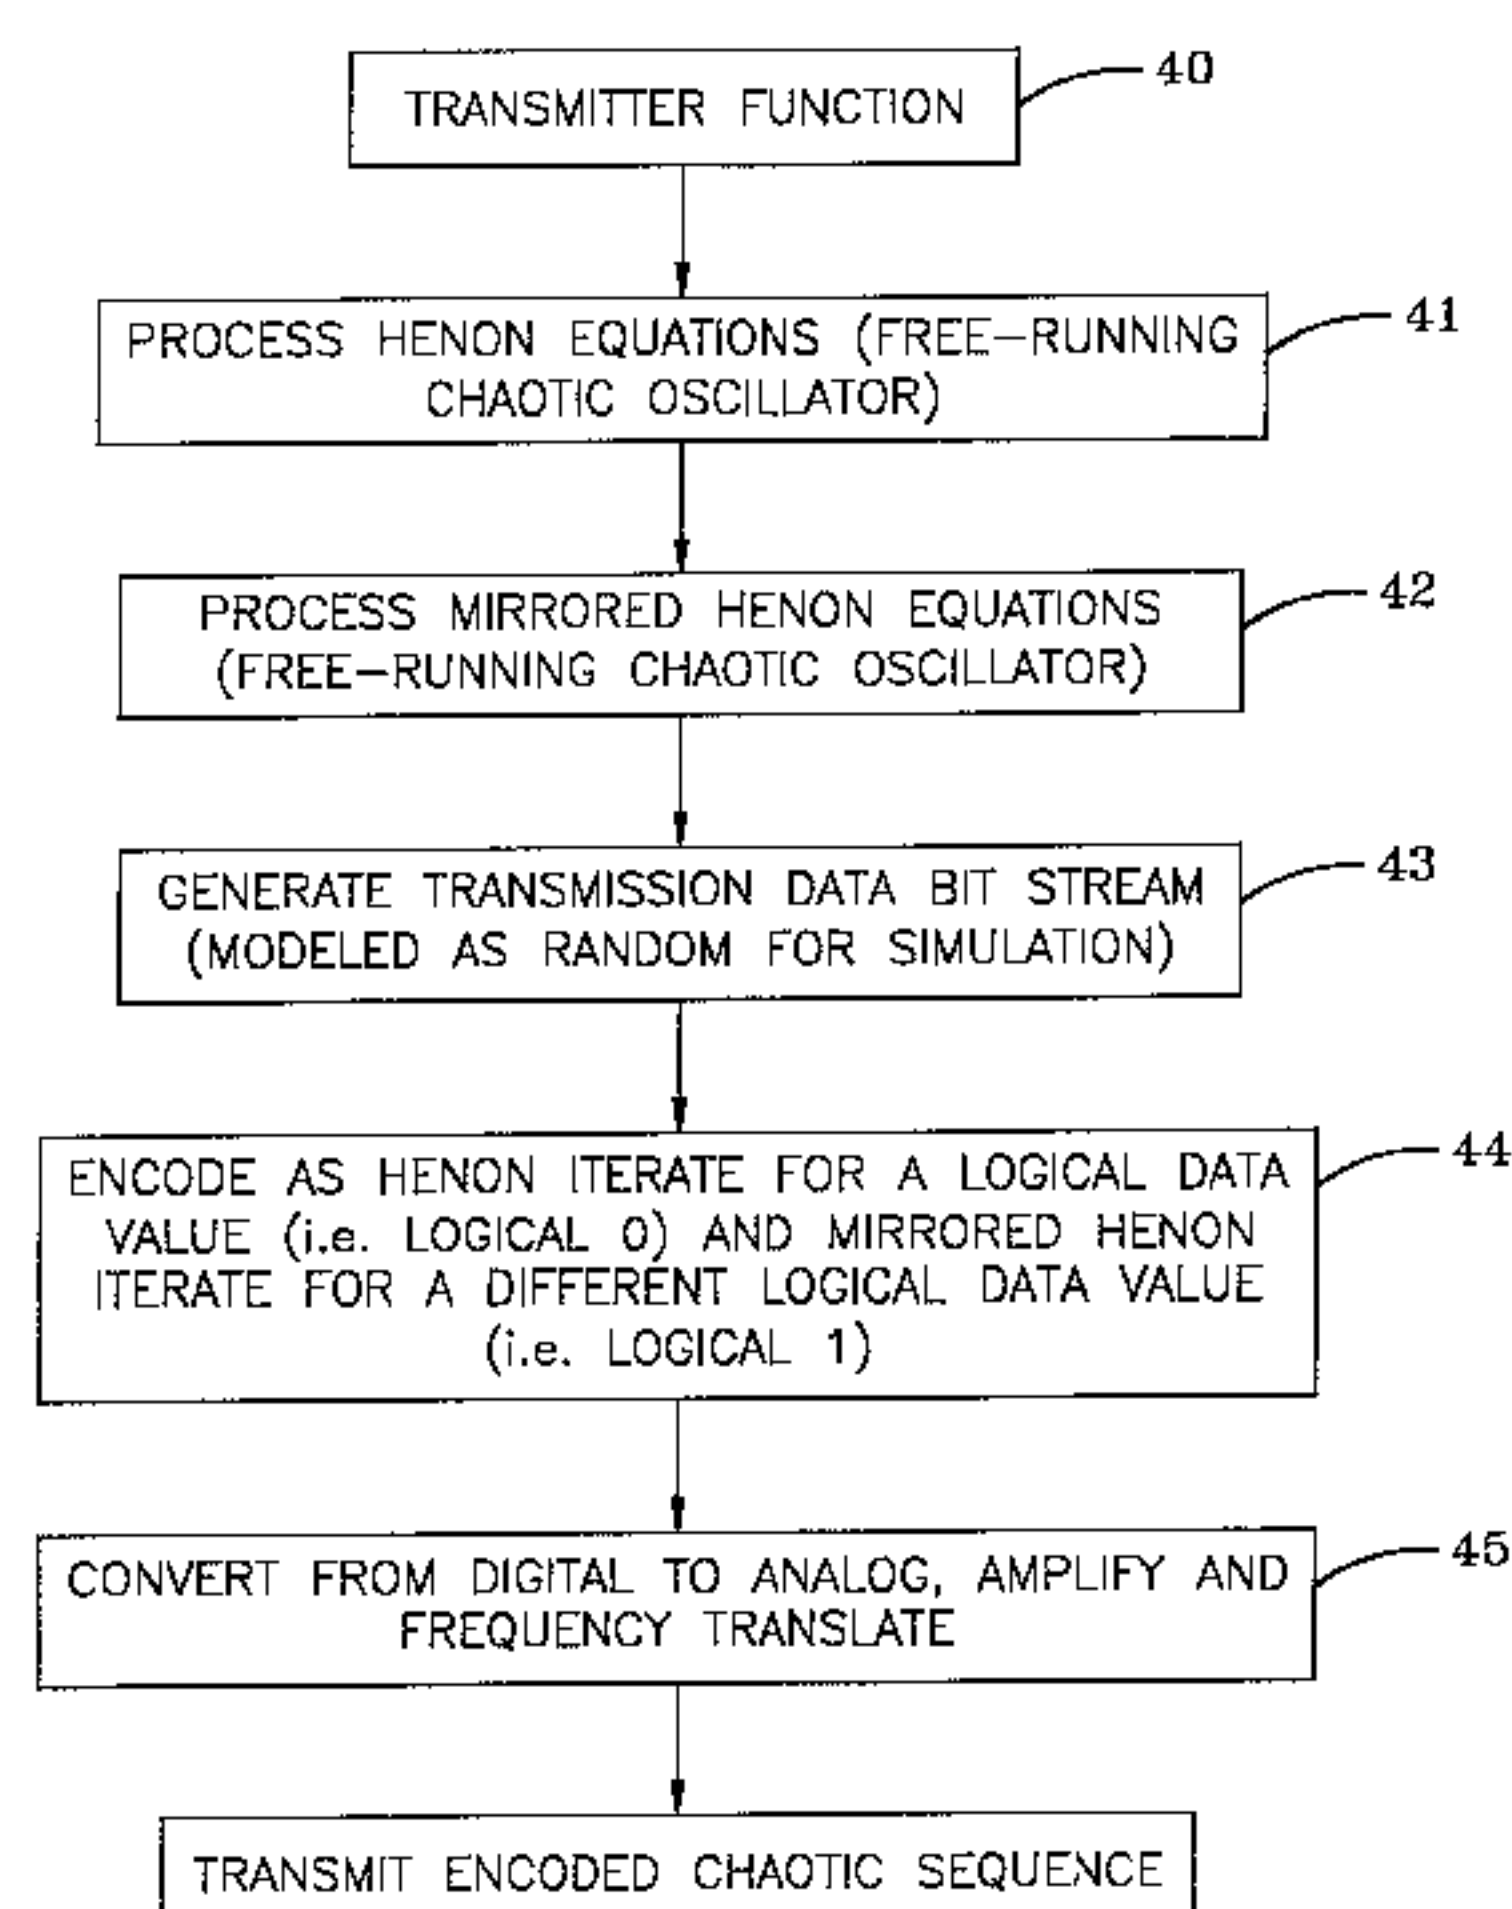 TRANSMITTER FUNCTION
40
PROCESS HENON EQUATIONS (FREE-RUNNING
CHAOTIC OSCILLATOR)
41
PROCESS MIRRORED HENON EQUATIONS
(FREE-RUNNING CHAOTIC OSCILLATOR)
42
GENERATE TRANSMISSION DATA BIT STREAM
(MODELED AS RANDOM FOR SIMULATION)
43
ENCODE AS HENON ITERATE FOR A LOGICAL DATA
VALUE (i.e. LOGICAL 0) AND MIRRORED HENON
ITERATE FOR A DIFFERENT LOGICAL DATA VALUE
(i.e. LOGICAL 1)
44
CONVERT FROM DIGITAL TO ANALOG, AMPLIFY AND
FREQUENCY TRANSLATE
45
TRANSMIT ENCODED CHAOTIC SEQUENCE